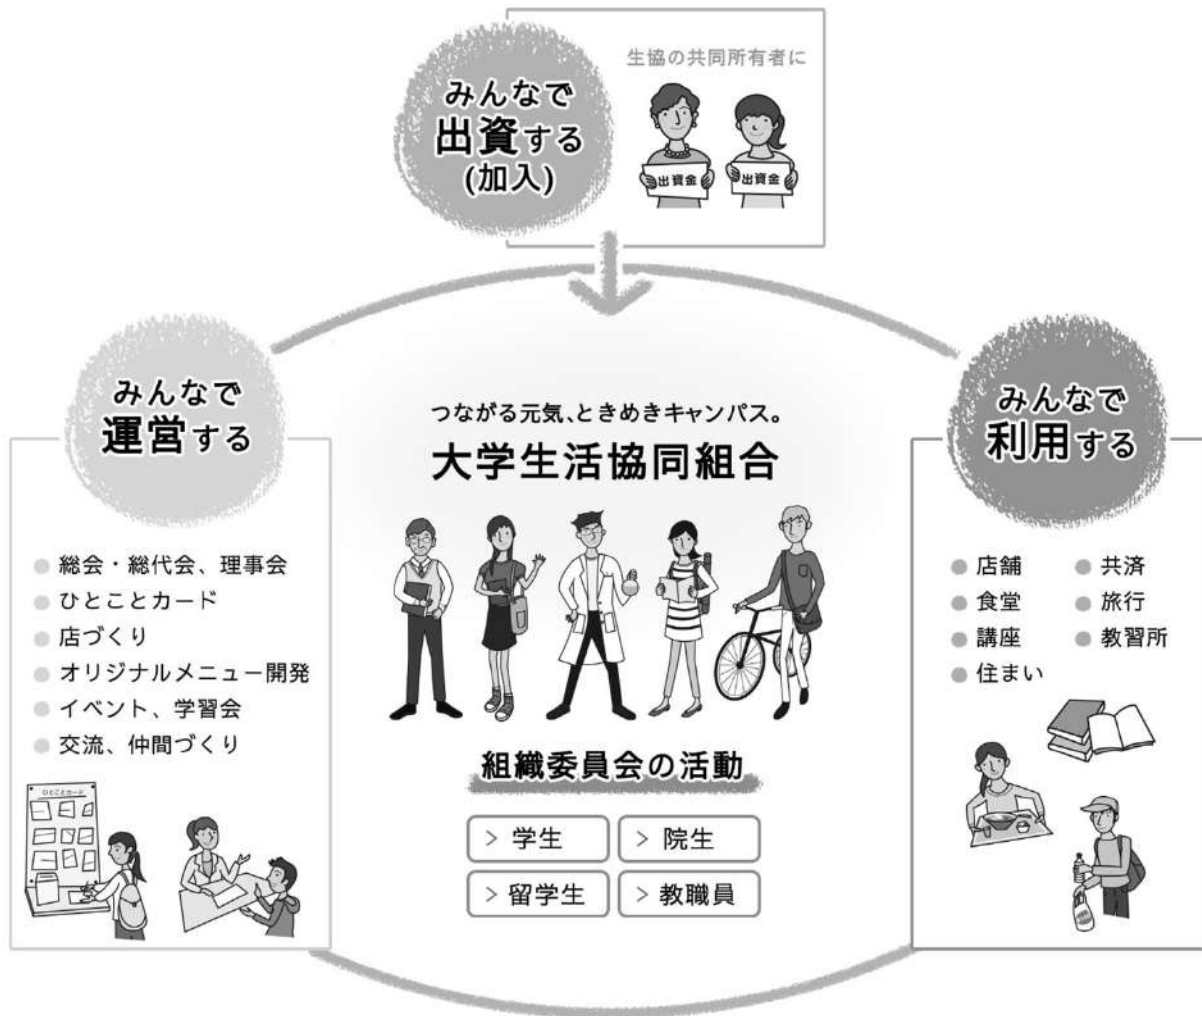 みんなで
出資する
(加入)
生協の共同所有者に
出資金
出資金
みんなで
運営する
総会・総代会、理事会
ひとことカード
店づくり
オリジナルメニュー開発
イベント、学習会
交流、仲間づくり
ひとことカード
つながる元気、ときめきキャンパス。
大学生活協同組合
組織委員会の活動
> 学生
> 院生
> 留学生
> 教職員
みんなで
利用する
店舗
食堂
講座
住まい
共済
旅行
教習所